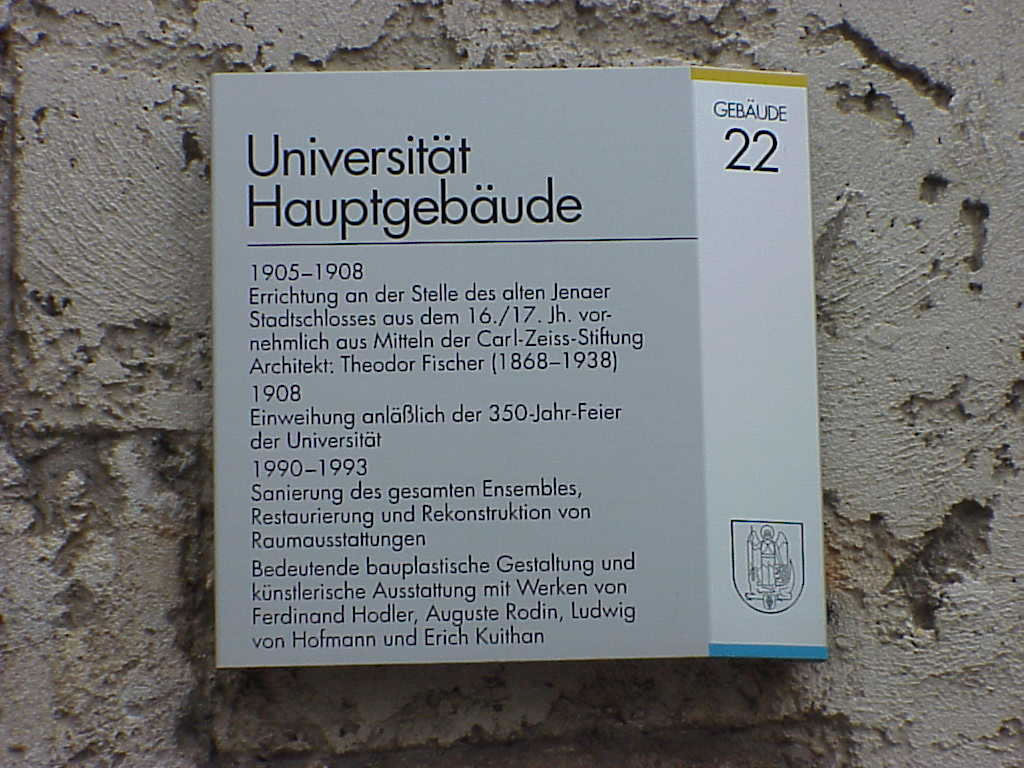 Universität
Hauptgebäude
1905–1908
Errichtung an der Stelle des alten Jenaer
Stadtschlosses aus dem 16./17. Jh. vor-
nehmlich aus Mitteln der Carl-Zeiss-Stiftung
Architekt: Theodor Fischer (1868–1938)
1908
Einweihung anläßlich der 350-Jahr-Feier
der Universität
1990–1993
Sanierung des gesamten Ensembles,
Restaurierung und Rekonstruktion von
Raumausstattungen
Bedeutende bauplastische Gestaltung und
künstlerische Ausstattung mit Werken von
Ferdinand Hodler, Auguste Rodin, Ludwig
von Hofmann und Erich Kuithan
GEBÄUDE
22